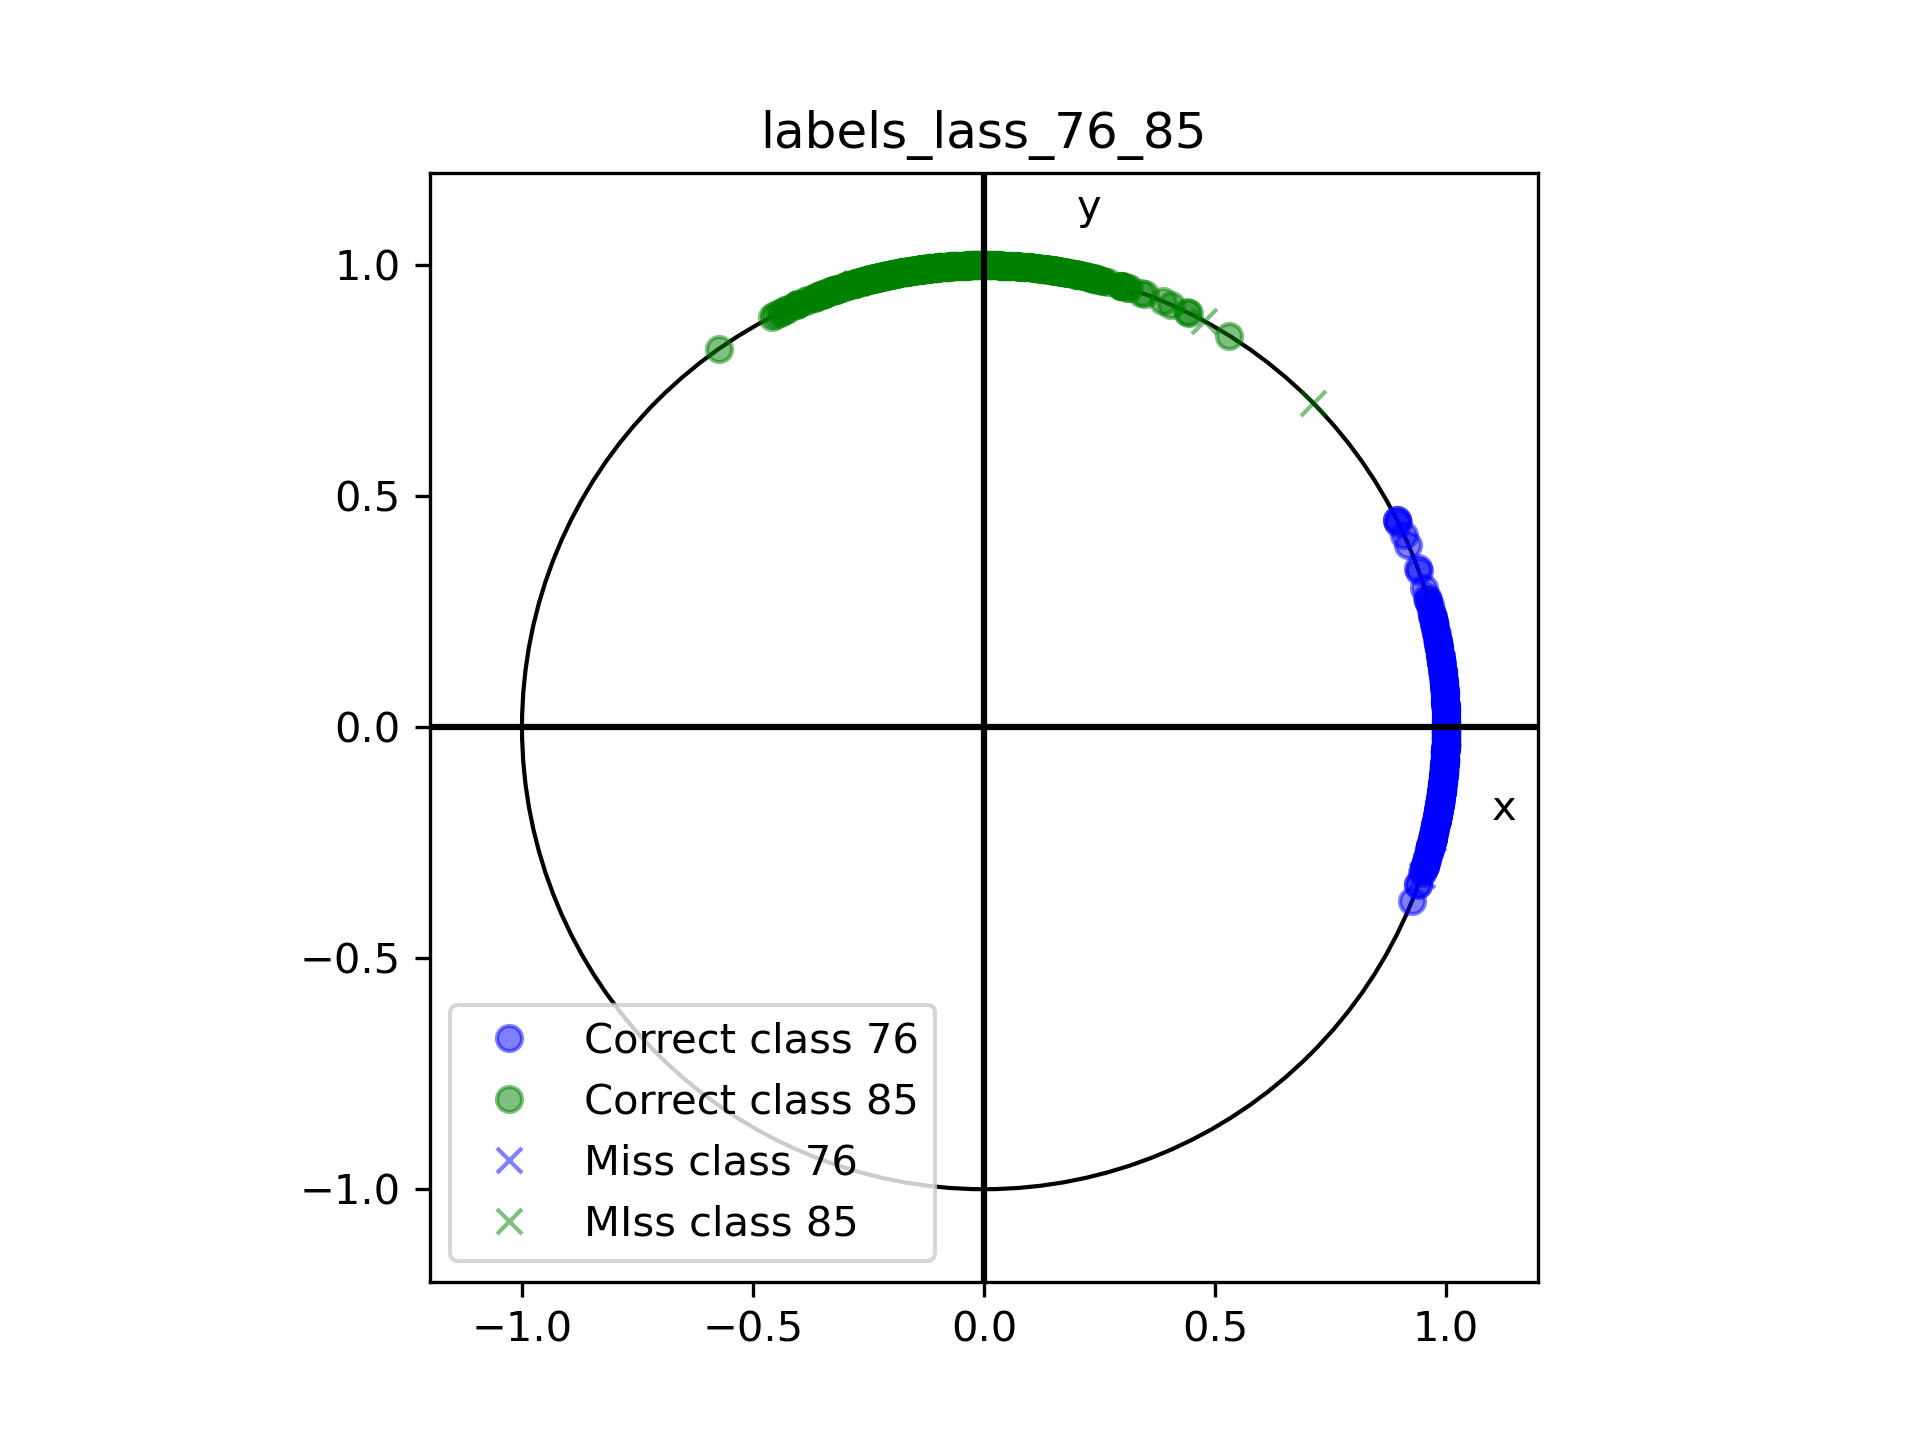 labels_lass_76_85
y
1.0
0.5
0.0
−0.5
−1.0
x
Correct class 76
Correct class 85
Miss class 76
MIss class 85
−1.0 −0.5 0.0 0.5 1.0